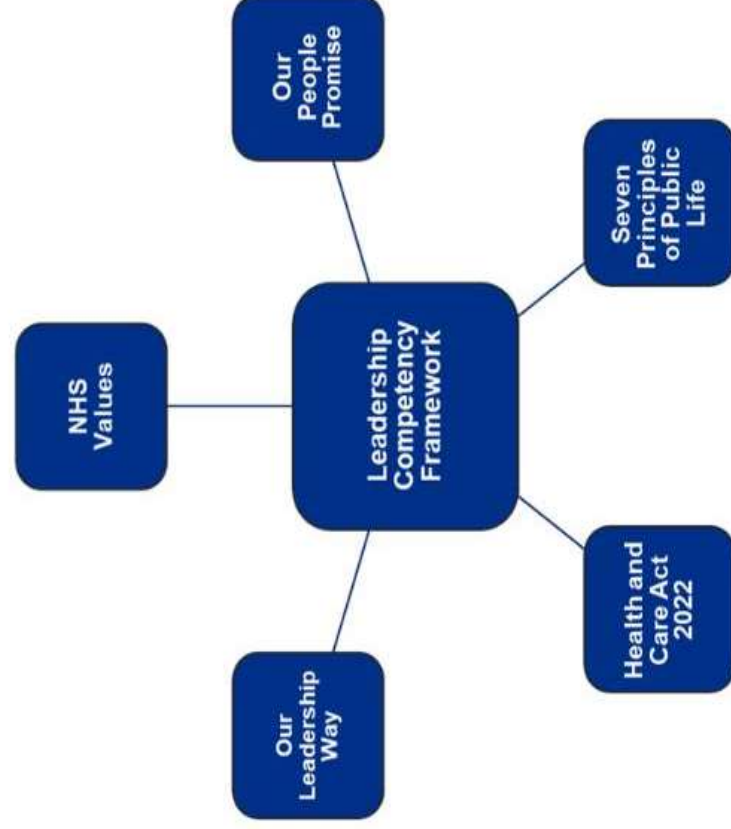 NHS
Values
Our
Leadership
Way
Our
People
Promise
Leadership
Competency
Framework
Health and
Care Act
2022
Seven
Principles
of Public
Life